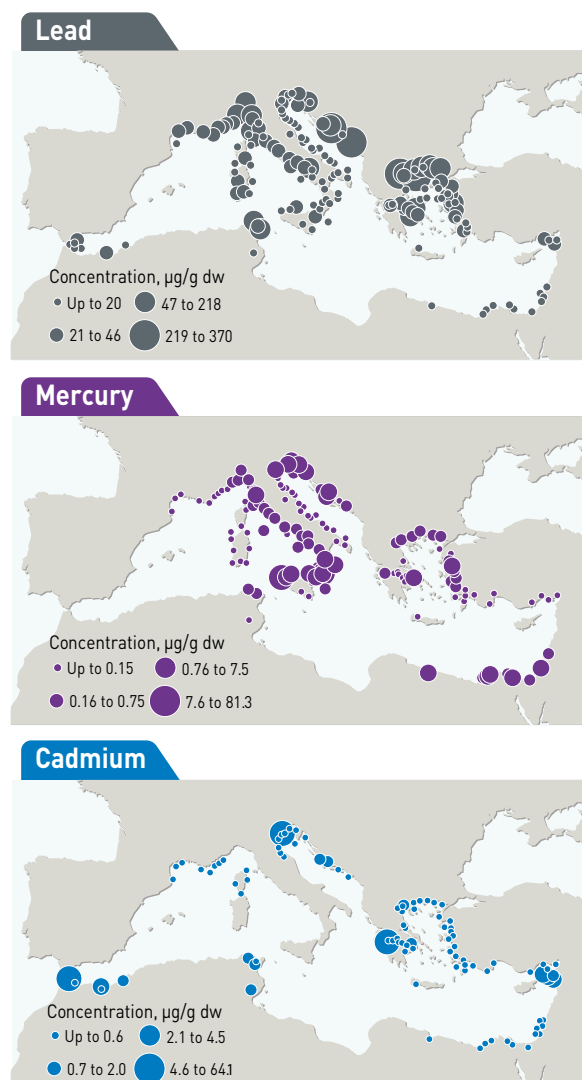 Lead
Concentration, µg/g dw
Up to 20
47 to 218
21 to 46
219 to 370
Mercury
Concentration, µg/g dw
Up to 0.15
0.76 to 7.5
0.16 to 0.75
7.6 to 81.3
Cadmium
Concentration, µg/g dw
Up to 0.6
2.1 to 4.5
0.7 to 2.0
4.6 to 64.1